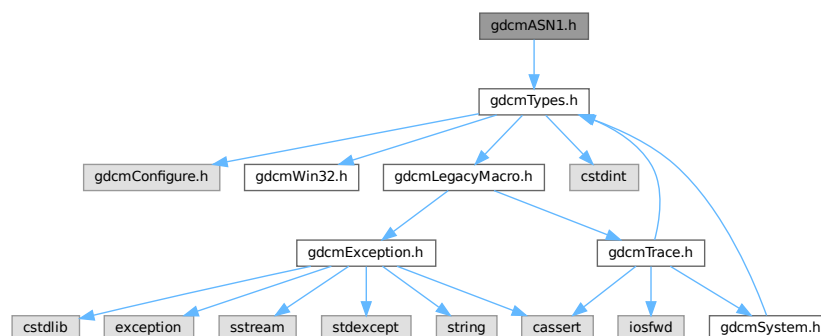 gdcmASN1.h
gdcmTypes.h
gdcmConfigure.h
gdcmWin32.h
gdcmLegacyMacro.h
cstdint
gdcmException.h
gdcmTrace.h
cstdlib
exception
sstream
stdexcept
string
cassert
iosfwd
gdcmSystem.h